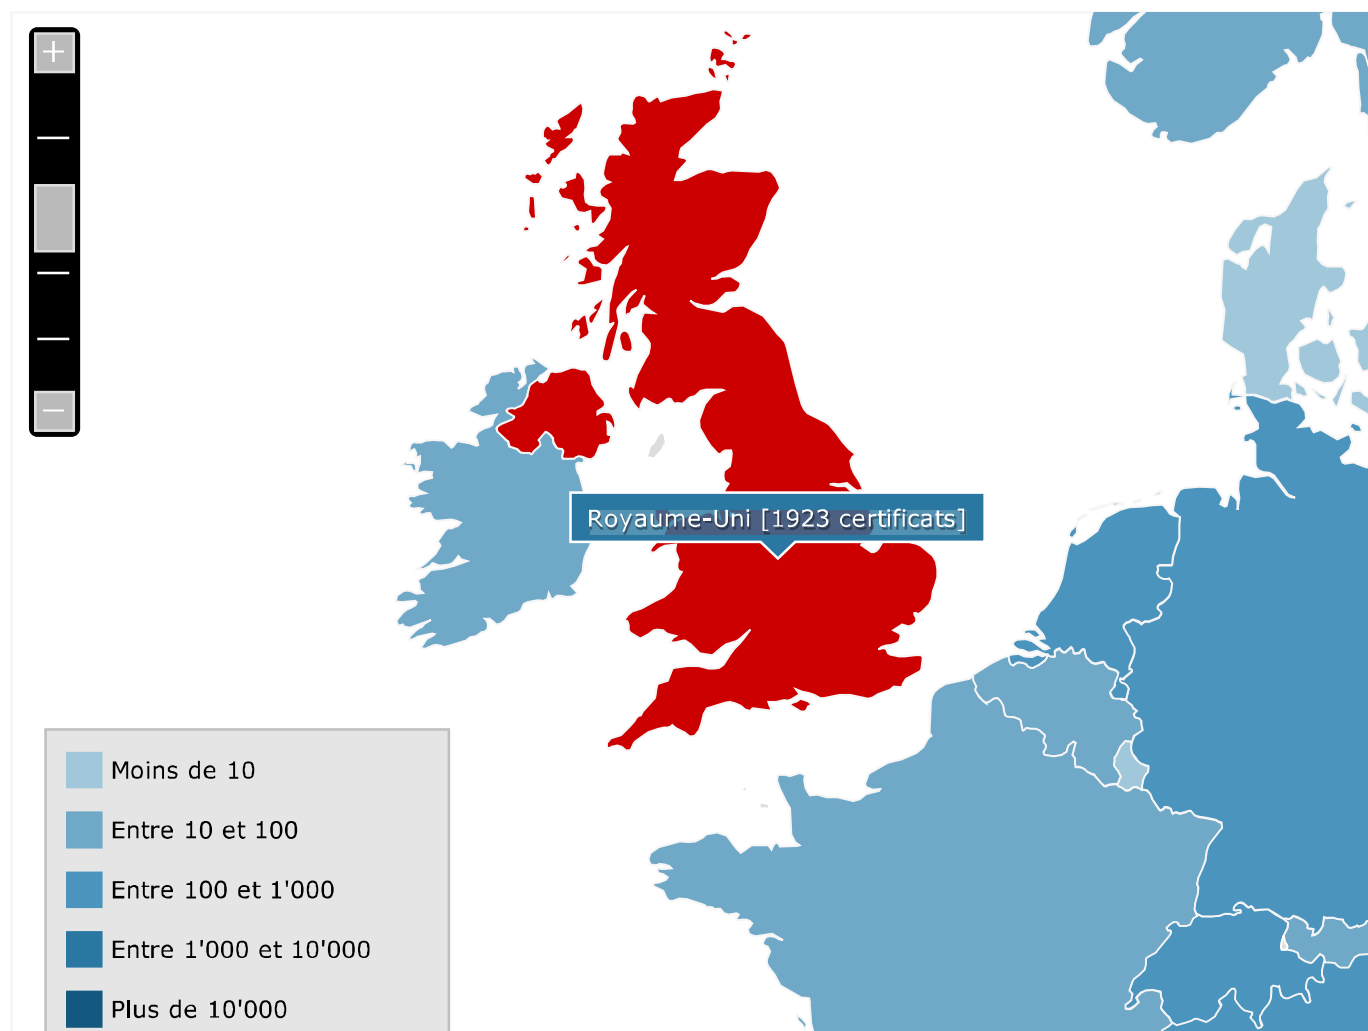 Royaume-Uni [1923 certificats]
Moins de 10
Entre 10 et 100
Entre 100 et 1'000
Entre 1'000 et 10'000
Plus de 10'000